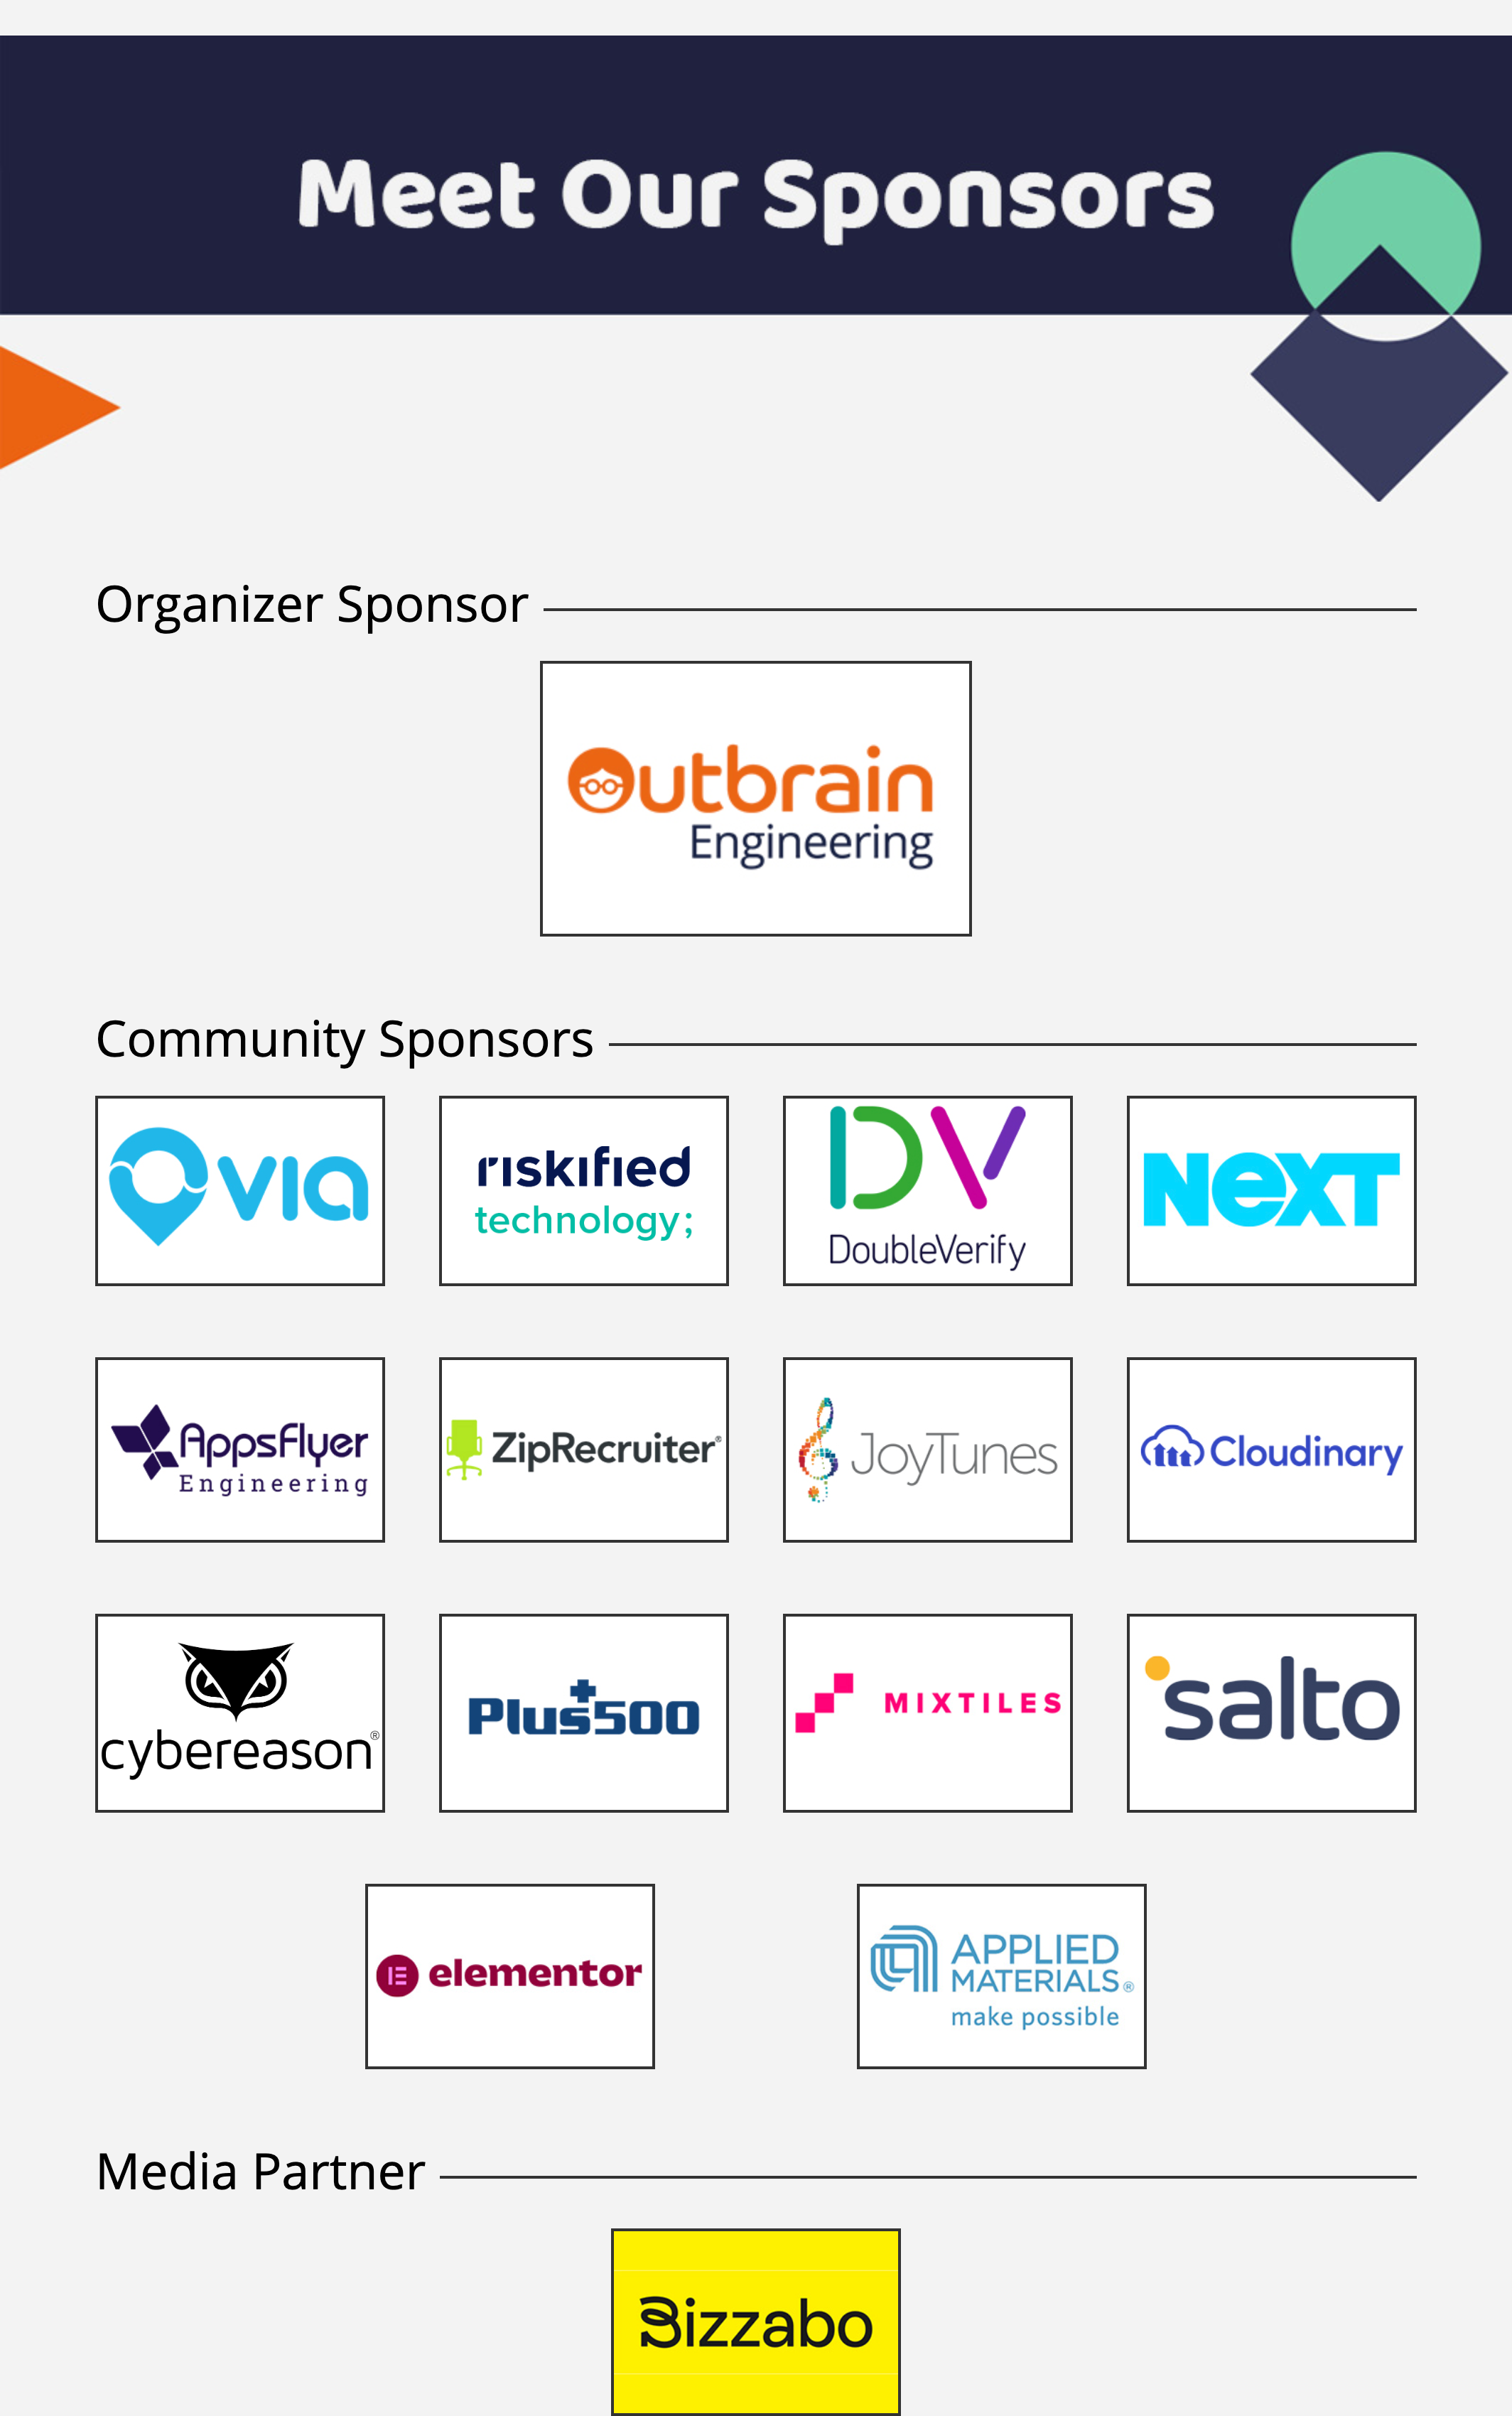 Meet Our Sponsors
Organizer Sponsor
Outbrain
Engineering
Community Sponsors
via
riskified
technology;
DV
DoubleVerify
NEXT
AppsFlyer
Engineering
ZipRecruiter®
JoyTunes
Cloudinary
cybereason®
Plus500
MIXTILES
salto
elementor
APPLIED
MATERIALS®
make possible
Media Partner
Bizzabo